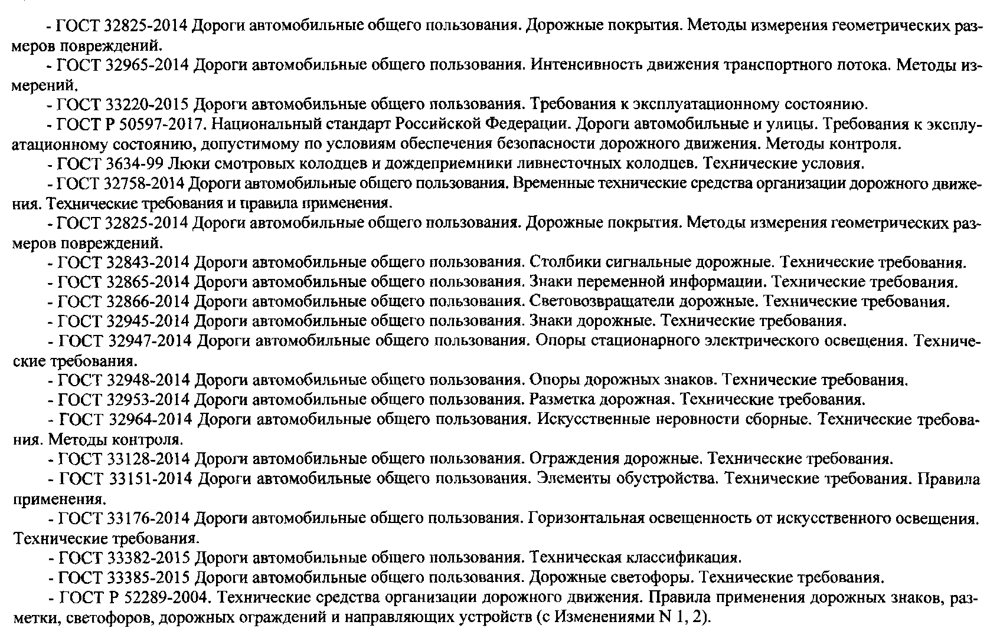 - ГОСТ 32825-2014 Дороги автомобильные общего пользования. Дорожные покрытия. Методы измерения геометрических раз-
меров повреждений.
- ГОСТ 32965-2014 Дороги автомобильные общего пользования. Интенсивность движения транспортного потока. Методы из-
мерений.
- ГОСТ 33220-2015 Дороги автомобильные общего пользования. Требования к эксплуатационному состоянию.
- ГОСТ Р 50597-2017. Национальный стандарт Российской Федерации. Дороги автомобильные и улицы. Требования к эксплу-
атационному состоянию, допустимому по условиям обеспечения безопасности дорожного движения. Методы контроля.
- ГОСТ 3634-99 Люки смотровых колодцев и дождеприемники ливнесточных колодцев. Технические условия.
- ГОСТ 32758-2014 Дороги автомобильные общего пользования. Временные технические средства организации дорожного движе-
ния. Технические требования и правила применения.
- ГОСТ 32825-2014 Дороги автомобильные общего пользования. Дорожные покрытия. Методы измерения геометрических раз-
меров повреждений.
- ГОСТ 32843-2014 Дороги автомобильные общего пользования. Столбики сигнальные дорожные. Технические требования.
- ГОСТ 32865-2014 Дороги автомобильные общего пользования. Знаки переменной информации. Технические требования.
- ГОСТ 32866-2014 Дороги автомобильные общего пользования. Световозвращатели дорожные. Технические требования.
- ГОСТ 32945-2014 Дороги автомобильные общего пользования. Знаки дорожные. Технические требования.
- ГОСТ 32947-2014 Дороги автомобильные общего пользования. Опоры стационарного электрического освещения. Техниче-
ские требования.
- ГОСТ 32948-2014 Дороги автомобильные общего пользования. Опоры дорожных знаков. Технические требования.
- ГОСТ 32953-2014 Дороги автомобильные общего пользования. Разметка дорожная. Технические требования.
- ГОСТ 32964-2014 Дороги автомобильные общего пользования. Искусственные неровности сборные. Технические требова-
ния. Методы контроля.
- ГОСТ 33128-2014 Дороги автомобильные общего пользования. Ограждения дорожные. Технические требования.
- ГОСТ 33151-2014 Дороги автомобильные общего пользования. Элементы обустройства. Технические требования. Правила
применения.
- ГОСТ 33176-2014 Дороги автомобильные общего пользования. Горизонтальная освещенность от искусственного освещения.
Технические требования.
- ГОСТ 33382-2015 Дороги автомобильные общего пользования. Техническая классификация.
- ГОСТ 33385-2015 Дороги автомобильные общего пользования. Дорожные светофоры. Технические требования.
- ГОСТ Р 52289-2004. Технические средства организации дорожного движения. Правила применения дорожных знаков, раз-
метки, светофоров, дорожных ограждений и направляющих устройств (с Изменениями N 1, 2).